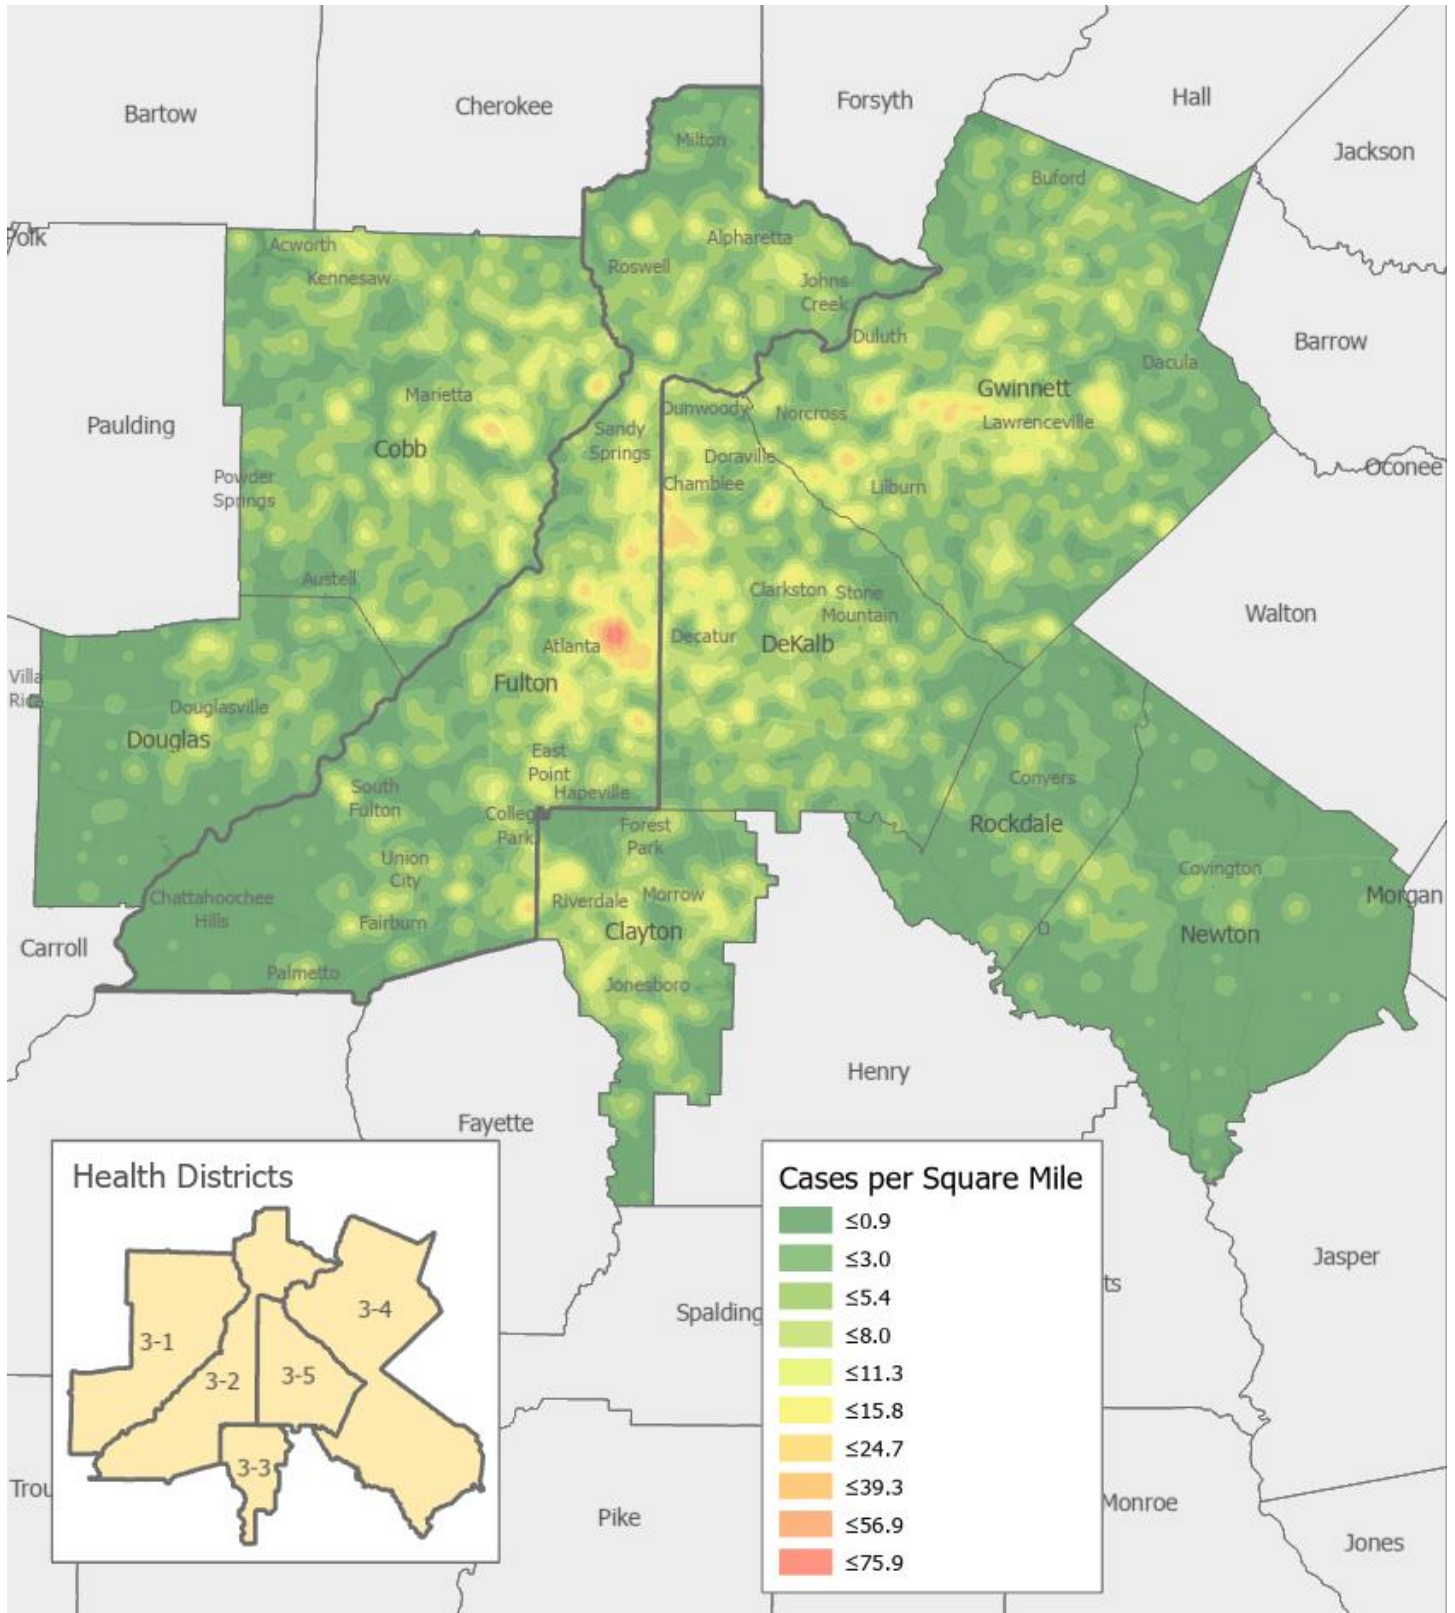 Bartow
Cherokee
Forsyth
Hall
Jackson
Milton
Buford
Acworth
Kennesaw
Alpharetta
Roswell
Johns
Creek
Duluth
Barrow
Dacula
Paulding
Marietta
Cobb
Sandy
Springs
Dunwoody
Norcross
Gwinnett
Lawrenceville
Powder
Springs
Doraville
Chamblee
Lilburn
Oconee
Austell
Clarkston
Stone
Mountain
Walton
Atlanta
Decatur
DeKalb
Villa
Rica
Fulton
Douglasville
Douglas
East
Point
Hapeville
South
Fulton
College
Park
Forest
Park
Conyers
Rockdale
Union
City
Covington
Chattahoochee
Hills
Fairburn
Riverdale
Morrow
Clayton
Morgan
Newton
Carroll
Palmetto
Jonesboro
Henry
Fayette
Health Districts
3-1
3-2
3-3
3-4
3-5
Cases per Square Mile
≤0.9
≤3.0
≤5.4
≤8.0
≤11.3
≤15.8
≤24.7
≤39.3
≤56.9
≤75.9
Spalding
ts
Jasper
Trou
Pike
Monroe
Jones